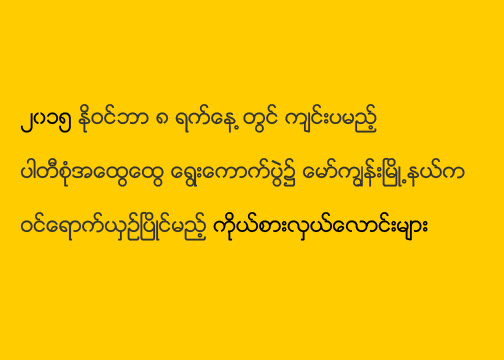 ၂၀၁၅ နိုဝင်ဘာ ၈ ရက်နေ့ တွင် ကျင်းပမည့်
ပါတီစုံအထွေထွေ ရွေးကောက်ပွဲ၌ မော်ကျွန်းမြို့နယ်က
ဝင်ရောက်ယှဉ်ပြိုင်မည့် ကိုယ်စားလှယ်လောင်းများ